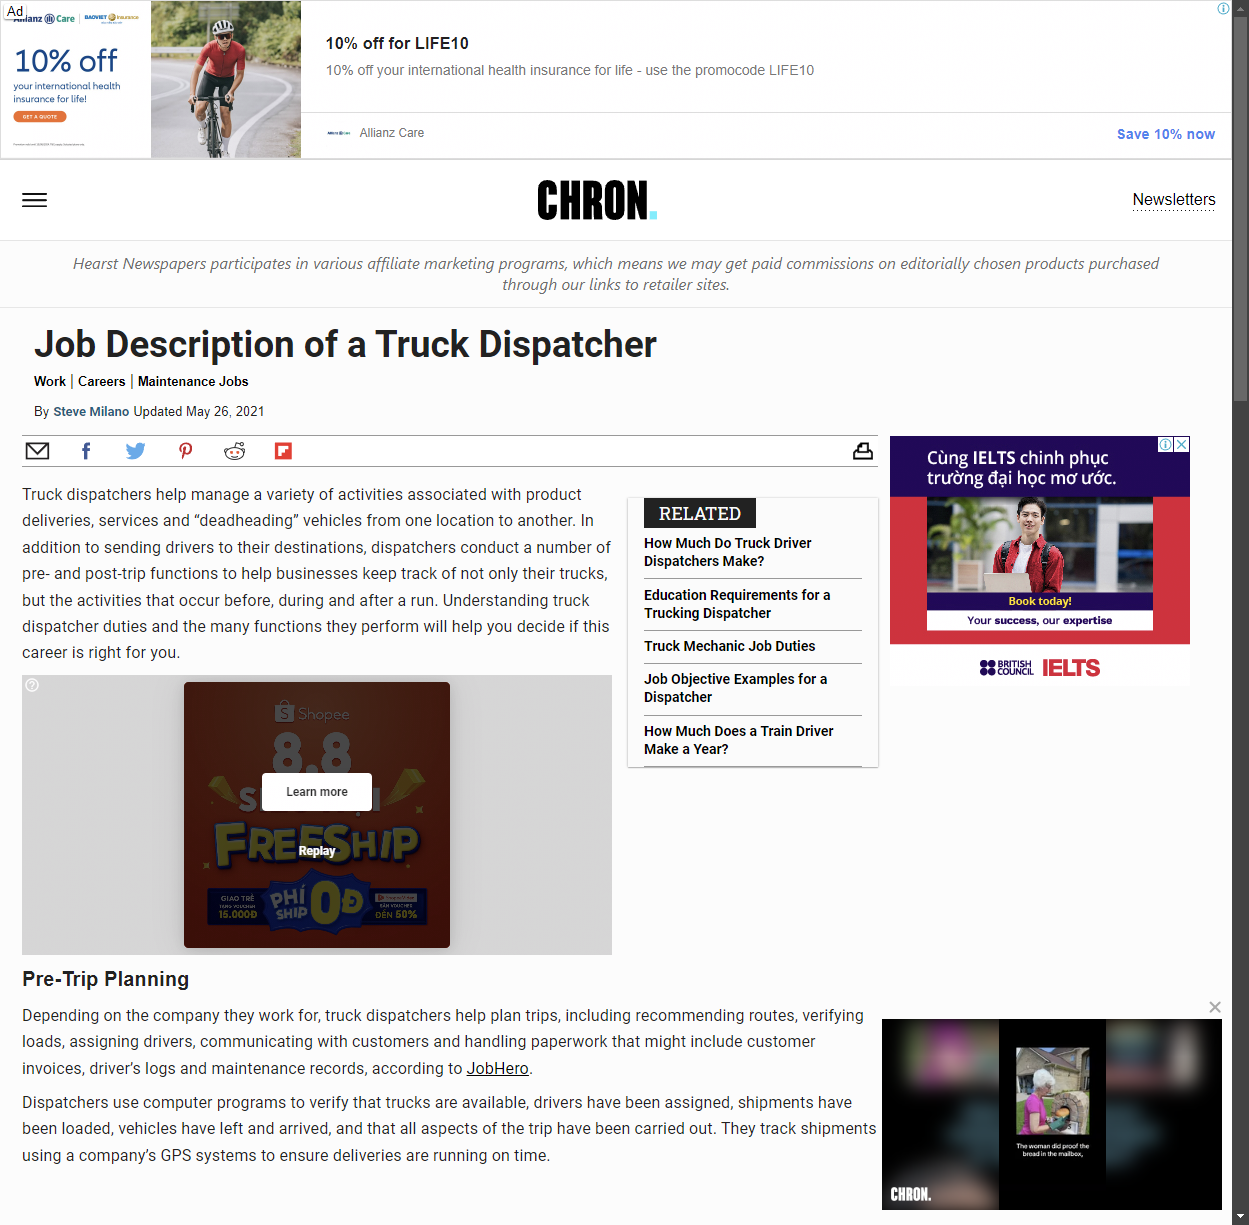 Ad
Allianz Care | BAOVIET Insurance
10% off
your international health
insurance for life!
GET A QUOTE
10% off for LIFE10
10% off your international health insurance for life - use the promocode LIFE10
Allianz Care
Save 10% now
CHRON.
Newsletters
Hearst Newspapers participates in various affiliate marketing programs, which means we may get paid commissions on editorially chosen products purchased
through our links to retailer sites.
Job Description of a Truck Dispatcher
Work | Careers | Maintenance Jobs
By Steve Milano Updated May 26, 2021
Truck dispatchers help manage a variety of activities associated with product
deliveries, services and “deadheading” vehicles from one location to another. In
addition to sending drivers to their destinations, dispatchers conduct a number of
pre- and post-trip functions to help businesses keep track of not only their trucks,
but the activities that occur before, during and after a run. Understanding truck
dispatcher duties and the many functions they perform will help you decide if this
career is right for you.
RELATED
How Much Do Truck Driver
Dispatchers Make?
Education Requirements for a
Trucking Dispatcher
Truck Mechanic Job Duties
Job Objective Examples for a
Dispatcher
How Much Does a Train Driver
Make a Year?
Cùng IELTS chinh phục
trường đại học mơ ước.
Book today!
Your success, our expertise
BRITISH
COUNCIL
IELTS
Shopee
8.8
Learn more
FREESHIP
Replay
GIAO TRỄ
TẶNG VOUCHER
15.000Đ
PHÍ
SHIP 0Đ
SĂN VOUCHER
ĐẾN 50%
Pre-Trip Planning
Depending on the company they work for, truck dispatchers help plan trips, including recommending routes, verifying
loads, assigning drivers, communicating with customers and handling paperwork that might include customer
invoices, driver’s logs and maintenance records, according to JobHero.
Dispatchers use computer programs to verify that trucks are available, drivers have been assigned, shipments have
been loaded, vehicles have left and arrived, and that all aspects of the trip have been carried out. They track shipments
using a company’s GPS systems to ensure deliveries are running on time.
The woman did proof the
bread in the mailbox,
CHRON.